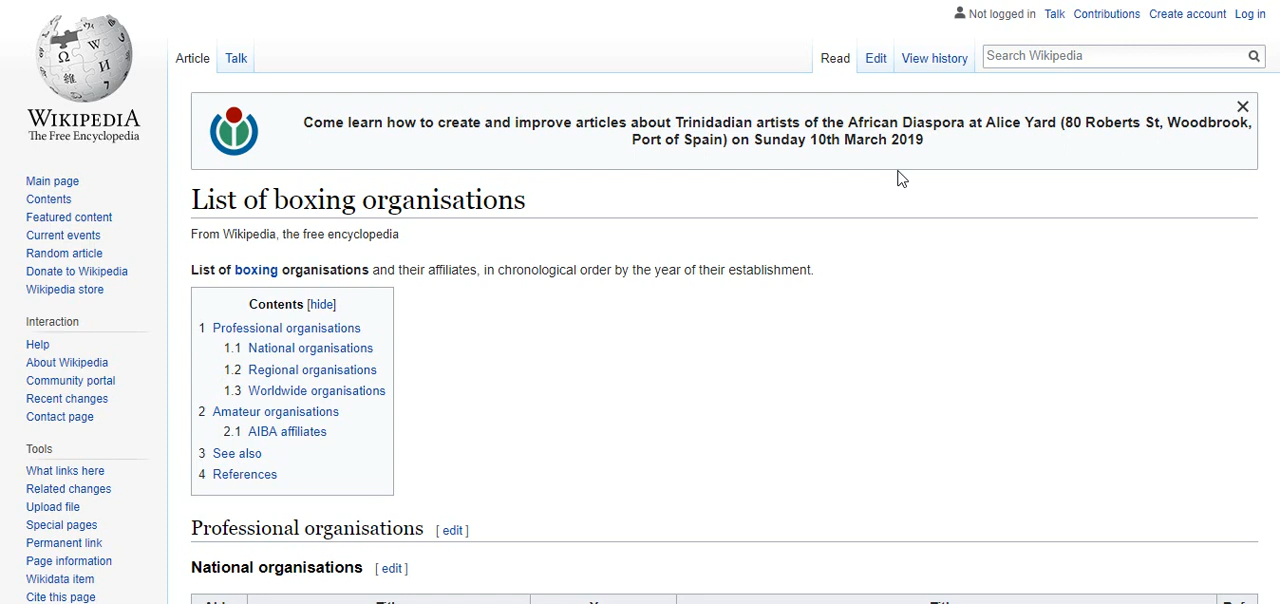 Not logged in Talk Contributions Create account Log in
Article Talk Read Edit View history Search Wikipedia
WIKIPEDIA
The Free Encyclopedia
Come learn how to create and improve articles about Trinidadian artists of the African Diaspora at Alice Yard (80 Roberts St, Woodbrook,
Port of Spain) on Sunday 10th March 2019
List of boxing organisations
From Wikipedia, the free encyclopedia
List of boxing organisations and their affiliates, in chronological order by the year of their establishment.
Contents [hide]
1 Professional organisations
1.1 National organisations
1.2 Regional organisations
1.3 Worldwide organisations
2 Amateur organisations
2.1 AIBA affiliates
3 See also
4 References
Professional organisations [ edit ]
National organisations [ edit ]
Main page
Contents
Featured content
Current events
Random article
Donate to Wikipedia
Wikipedia store
Interaction
Help
About Wikipedia
Community portal
Recent changes
Contact page
Tools
What links here
Related changes
Upload file
Special pages
Permanent link
Page information
Wikidata item
Cite this page